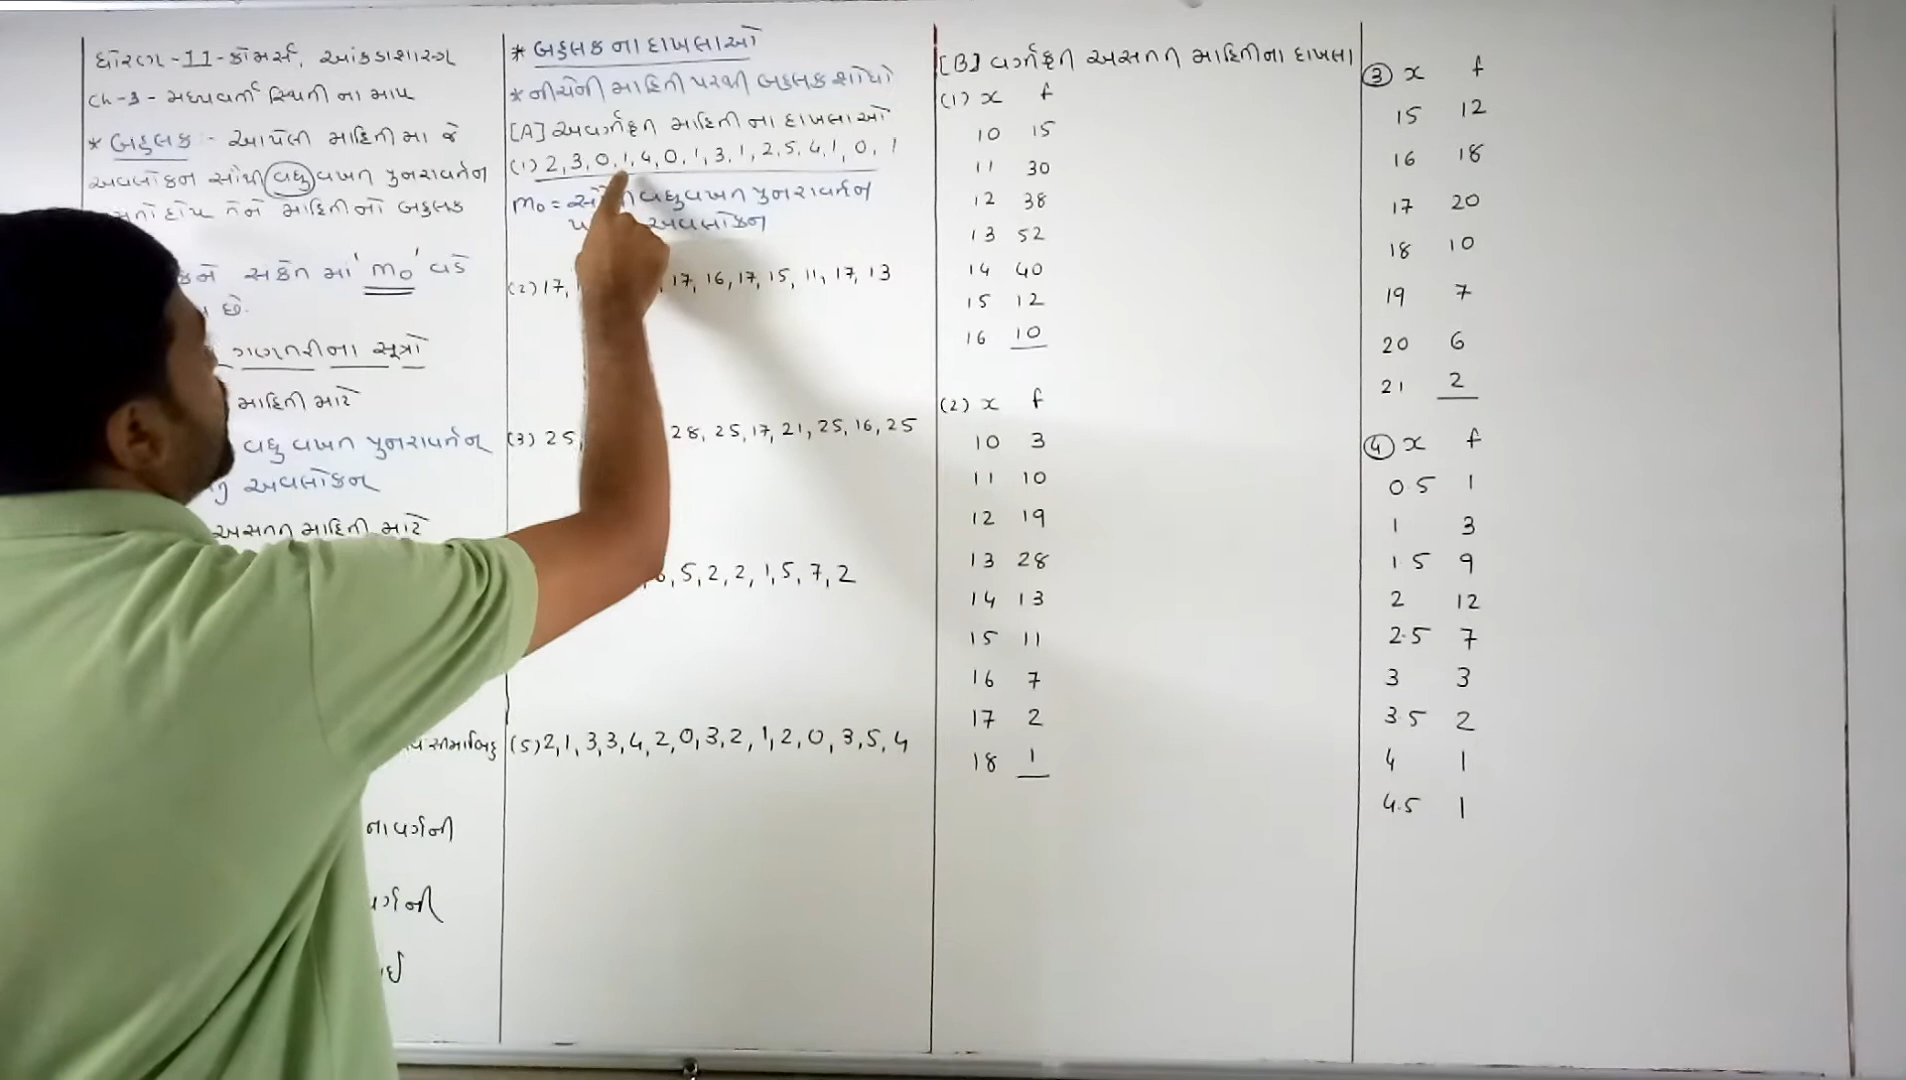 ધોરણ -11- કોમર્સ, આંકડાશાસ્ત્ર
ch-3 - મધ્યવર્તી સ્થિતી ના માપ
* બહુલક - આપેલી માહિતી મા જે
અવલોકન સૌથી વધુ વખત પુનરાવર્તન
હોય તેને માહિતીનો બહુલક
સંકેત માં 'Mo' વડે
છે.
ગણતરીના સૂત્રો
માહિતી માટે
વધુ વખત પુનરાવર્તન
અવલોકન
અસતત માહિતી માટે
ના વર્ગની
* બહુલક ના દાખલાઓ
* નીચેની માહિતી પરથી બહુલક શોધો
[A] અવર્ગીકૃત માહિતી ના દાખલાઓ
(1) 2, 3, 0, 1, 4, 0, 1, 3, 1, 2, 5, 4, 1, 0, 1
Mo = વધુ વખત પુનરાવર્તન
અવલોકન
(2) 17, 17, 16, 17, 15, 11, 17, 13
(3) 25, 28, 25, 17, 21, 25, 16, 25
, 5, 2, 2, 1, 5, 7, 2
(5) 2, 1, 3, 3, 4, 2, 0, 3, 2, 1, 2, 0, 3, 5, 4
[B] વર્ગીકૃત અસતત માહિતીના દાખલા
(1) x f
10 15
11 30
12 38
13 52
14 40
15 12
16 10
(2) x f
10 3
11 10
12 19
13 28
14 13
15 11
16 7
17 2
18 1
③ x f
15 12
16 18
17 20
18 10
19 7
20 6
21 2
④ x f
0.5 1
1 3
1.5 9
2 12
2.5 7
3 3
3.5 2
4 1
4.5 1